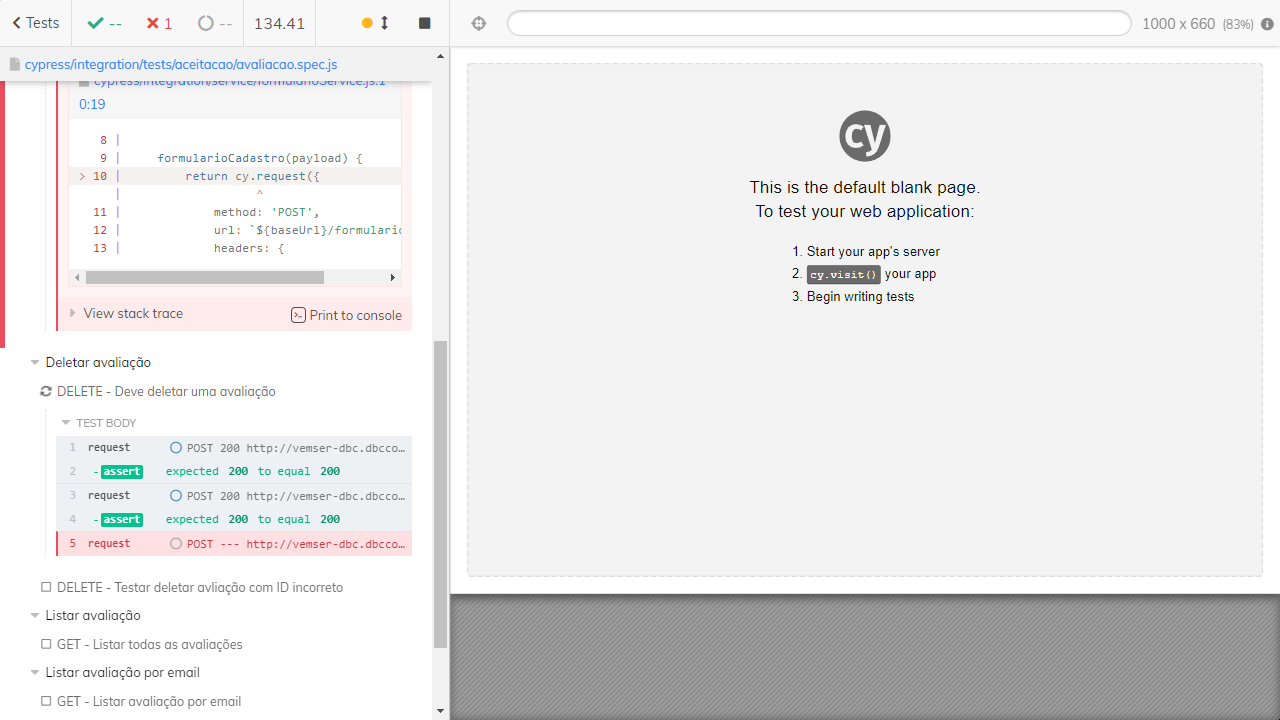 Tests
--
1
--
134.41
1000 x 660 (83%)
cypress/integration/tests/aceitacao/avaliacao.spec.js
cypress/integration/service/formularioService.js:1
0:19
8 |
9 | formularioCadastro(payload) {
> 10 | return cy.request({
| ^
11 | method: 'POST',
12 | url: `${baseUrl}/formulario
13 | headers: {
View stack trace
Print to console
Deletar avaliação
DELETE - Deve deletar uma avaliação
TEST BODY
1 request POST 200 http://vemser-dbc.dbcco…
2 -assert expected 200 to equal 200
3 request POST 200 http://vemser-dbc.dbcco…
4 -assert expected 200 to equal 200
5 request POST --- http://vemser-dbc.dbcco…
DELETE - Testar deletar avliação com ID incorreto
Listar avaliação
GET - Listar todas as avaliações
Listar avaliação por email
GET - Listar avaliação por email
cy
This is the default blank page.
To test your web application:
1. Start your app's server
2. cy.visit() your app
3. Begin writing tests